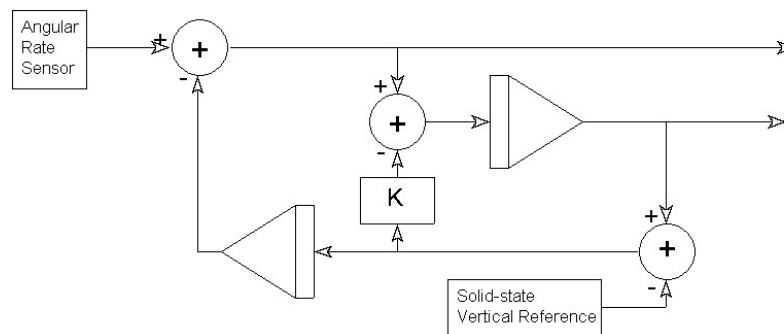 Angular
Rate
Sensor
+
+
-
+
+
-
K
+
+
-
Solid-state
Vertical Reference